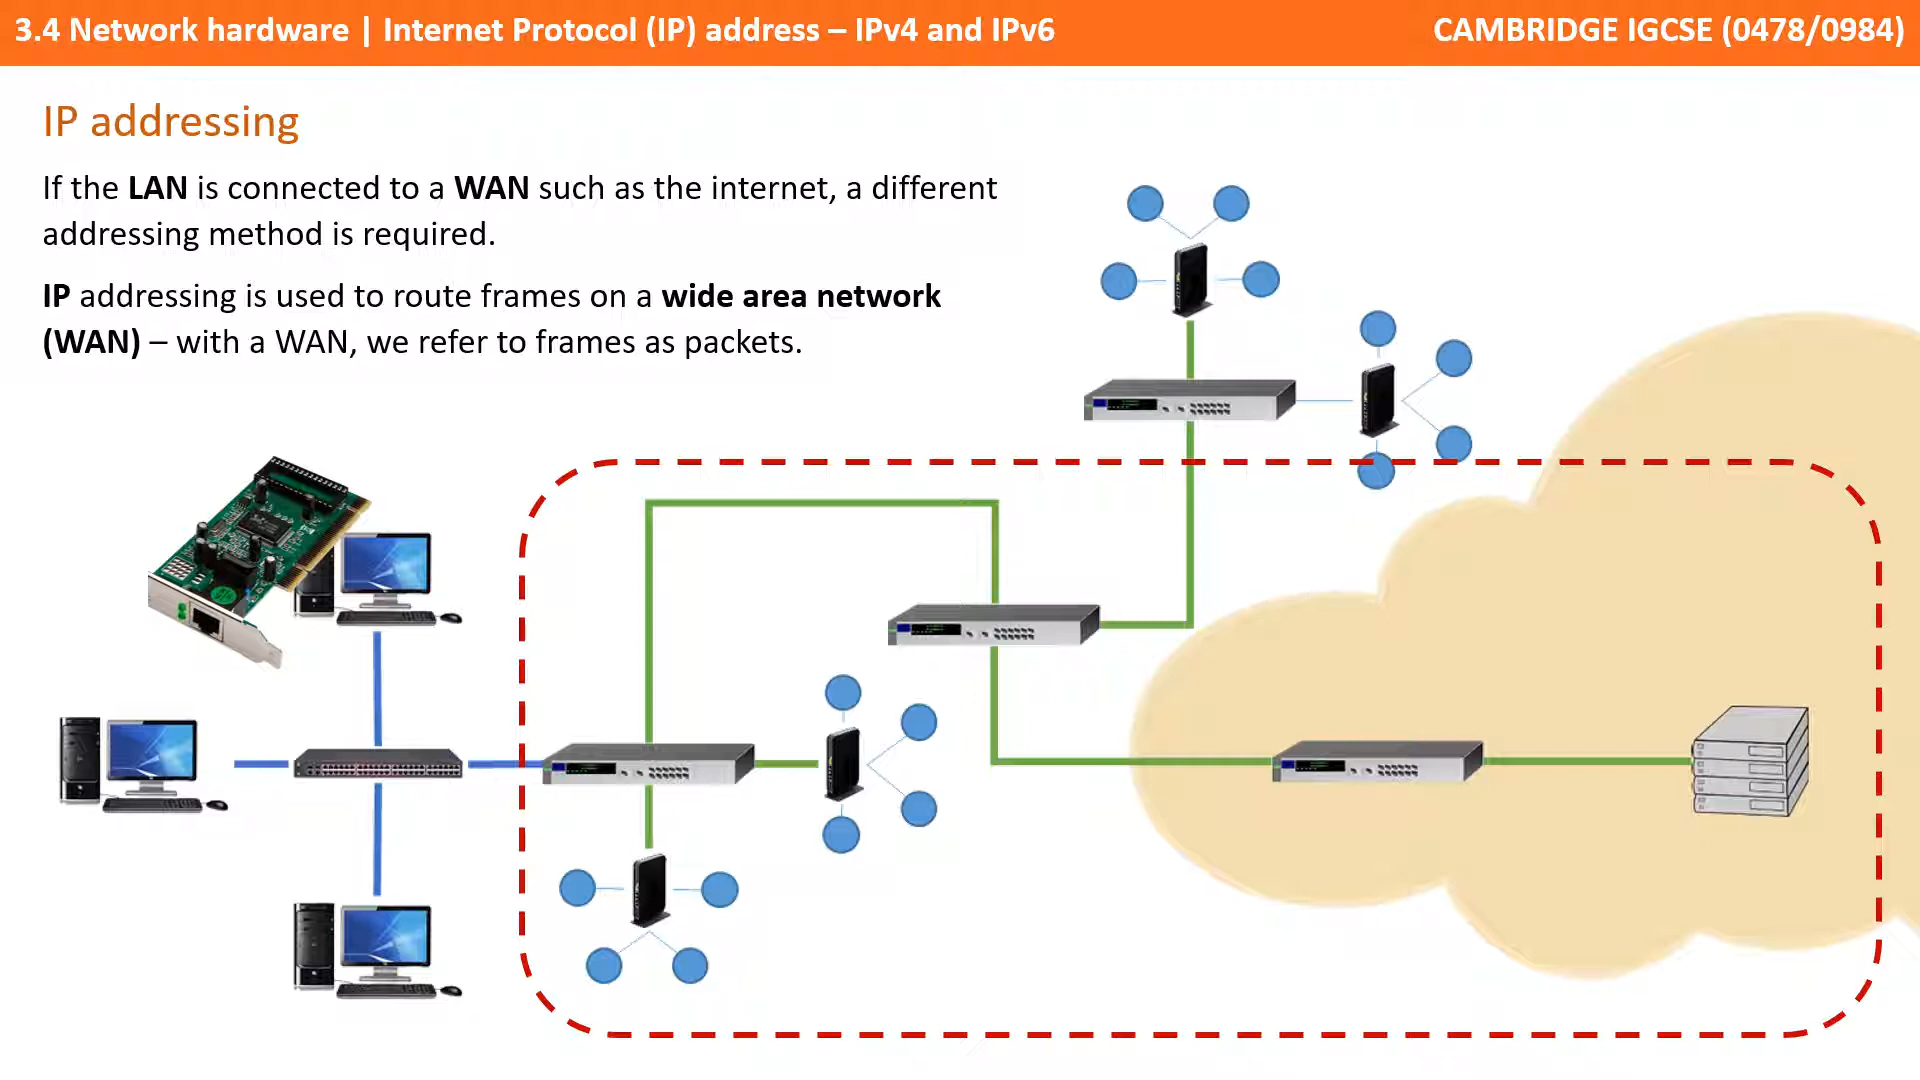 3.4 Network hardware | Internet Protocol (IP) address – IPv4 and IPv6
CAMBRIDGE IGCSE (0478/0984)
IP addressing
If the LAN is connected to a WAN such as the internet, a different
addressing method is required.
IP addressing is used to route frames on a wide area network
(WAN) – with a WAN, we refer to frames as packets.